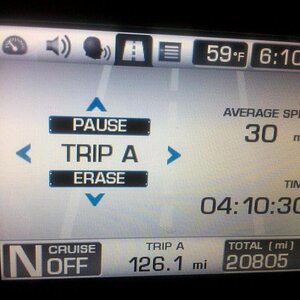 59°F 6:10
PAUSE
TRIP A
ERASE
AVERAGE SP
30
TIM
04:10:30
N CRUISE OFF
TRIP A
126.1 mi
TOTAL (mi)
20805